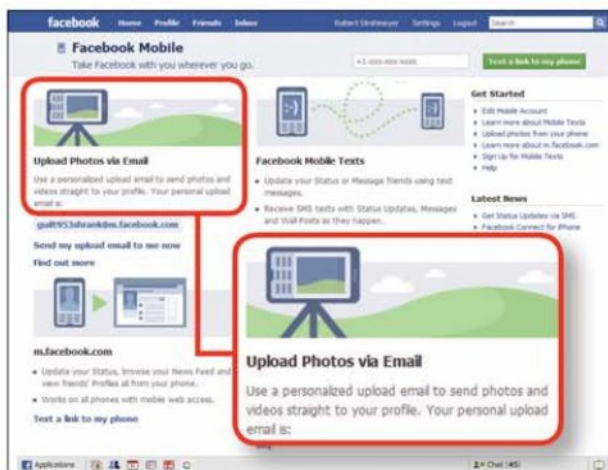 facebook Home Profile Friends Inbox Robert Strohmeyer Settings Logout Search
Facebook Mobile
Take Facebook with you wherever you go.
Text a link to my phone
Upload Photos via Email
Use a personalized upload email to send photos and
videos straight to your profile. Your personal upload
email is:
guilt953shrank@m.facebook.com
Send my upload email to me now
Find out more
m.facebook.com
Update your Status, browse your News Feed and
view friends' Profiles all from your phone.
Works on all phones with mobile web access.
Text a link to my phone
Facebook Mobile Texts
Update your Status or Message friends using text
messages.
Receive SMS texts with Status Updates, Messages
and Wall Posts as they happen.
Get Started
Edit Mobile Account
Learn more about Mobile Texts
Upload photos from your phone
Learn more about m.facebook.com
Sign Up for Mobile Texts
Help
Latest News
Get Status Updates via SMS
Facebook Connect for iPhone
Upload Photos via Email
Use a personalized upload email to send photos and
videos straight to your profile. Your personal upload
email is:
Applications Chat (45)